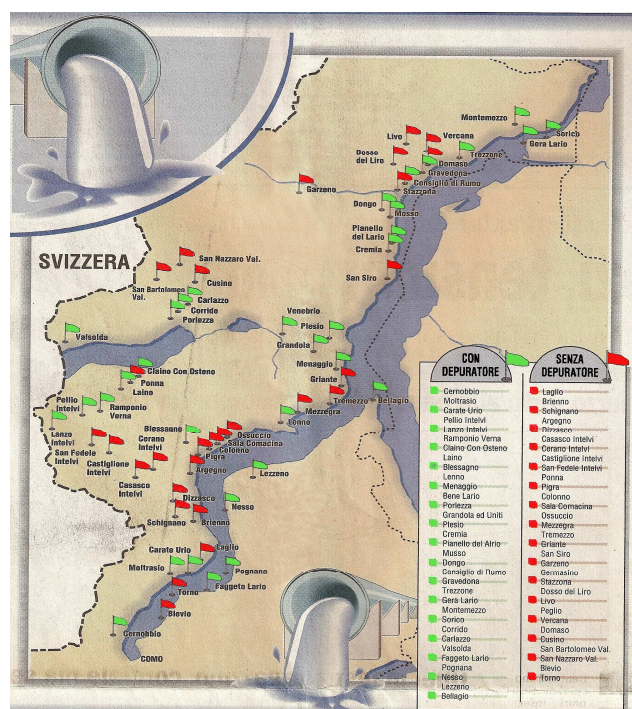 Montemezzo
Sorico
Gera Lario
Livo
Vercana
Trezzone
Dosso
del Liro
Domaso
Gravedona
Consiglio di Rumo
Stazzona
Garzeno
Dongo
Mosso
Pianello
del Lario
Cremia
San Siro
SVIZZERA
San Nazzaro Val.
Cusino
San Bartolomeo
Val.
Carlazzo
Corrido
Porlezza
Valsolda
Venobrio
Plesio
Grandola
Menaggio
Griante
Claino Con Osteno
Ponna
Laino
Tremezzo
Bellagio
Mezzegra
Lenno
Pellio
Intelvi
Ramponio
Verna
Lanzo
Intelvi
San Fedele
Intelvi
Castiglione
Intelvi
Casasco
Intelvi
Blessagno
Cerano
Intelvi
Ossuccio
Sala Comacina
Colonno
Pigra
Argegno
Lezzeno
Dizzasco
Schignano
Brienno
Nesso
Carate Urio
Laglio
Moltrasio
Pognana
Torno
Faggeto Lario
Blevio
Cernobbio
COMO
CON
DEPURATORE
Cernobbio
Moltrasio
Carate Urio
Pellio Intelvi
Lanzo Intelvi
Ramponio Verna
Claino Con Osteno
Laino
Blessagno
Lenno
Menaggio
Bene Lario
Porlezza
Grandola ed Uniti
Plesio
Cremia
Pianello del Alrio
Musso
Dongo
Consiglio di Rumo
Gravedona
Trezzone
Gera Lario
Montemezzo
Sorico
Corrido
Carlazzo
Valsolda
Faggeto Lario
Pognana
Nesso
Lezzeno
Bellagio
SENZA
DEPURATORE
Laglio
Brienno
Schignano
Argegno
Dizzasco
Casasco Intelvi
Cerano Intelvi
Castiglione Intelvi
San Fedele Intelvi
Ponna
Pigra
Colonno
Sala Comacina
Ossuccio
Mezzegra
Tremezzo
Griante
San Siro
Garzeno
Germasino
Stazzona
Dosso del Liro
Livo
Peglio
Vercana
Domaso
Cusino
San Bartolomeo Val.
San Nazzaro Val.
Blevio
Torno